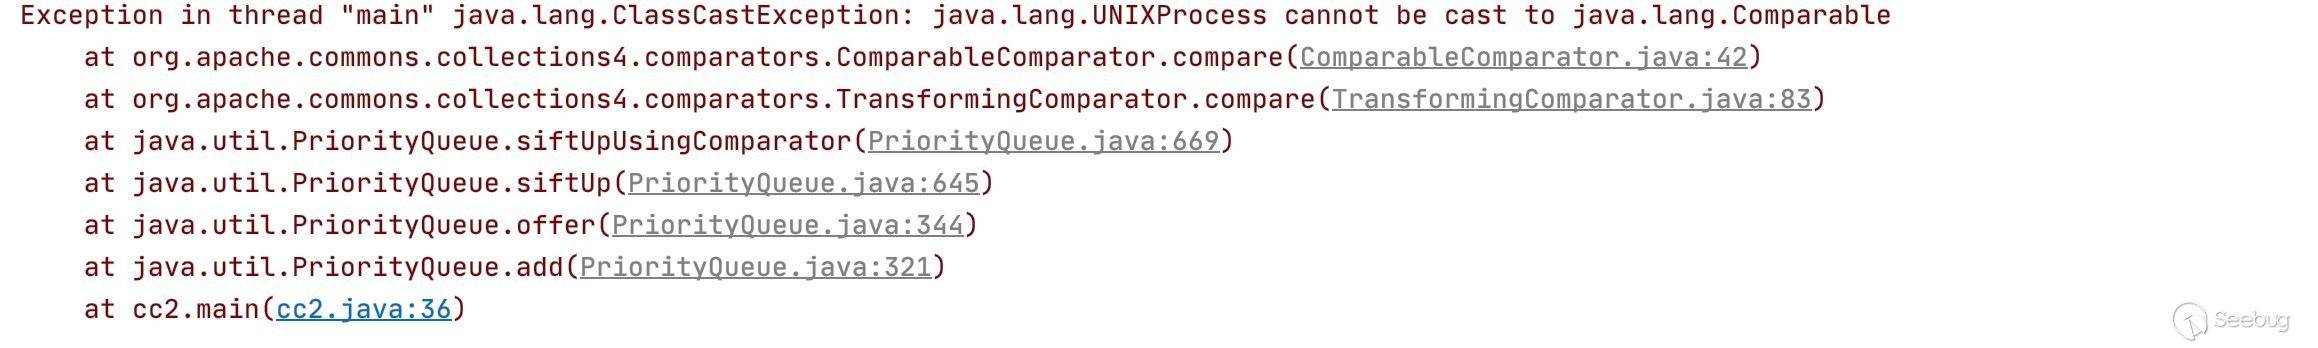 Exception in thread "main" java.lang.ClassCastException: java.lang.UNIXProcess cannot be cast to java.lang.Comparable
at org.apache.commons.collections4.comparators.ComparableComparator.compare(ComparableComparator.java:42)
at org.apache.commons.collections4.comparators.TransformingComparator.compare(TransformingComparator.java:83)
at java.util.PriorityQueue.siftUpUsingComparator(PriorityQueue.java:669)
at java.util.PriorityQueue.siftUp(PriorityQueue.java:645)
at java.util.PriorityQueue.offer(PriorityQueue.java:344)
at java.util.PriorityQueue.add(PriorityQueue.java:321)
at cc2.main(cc2.java:36)
Seebug